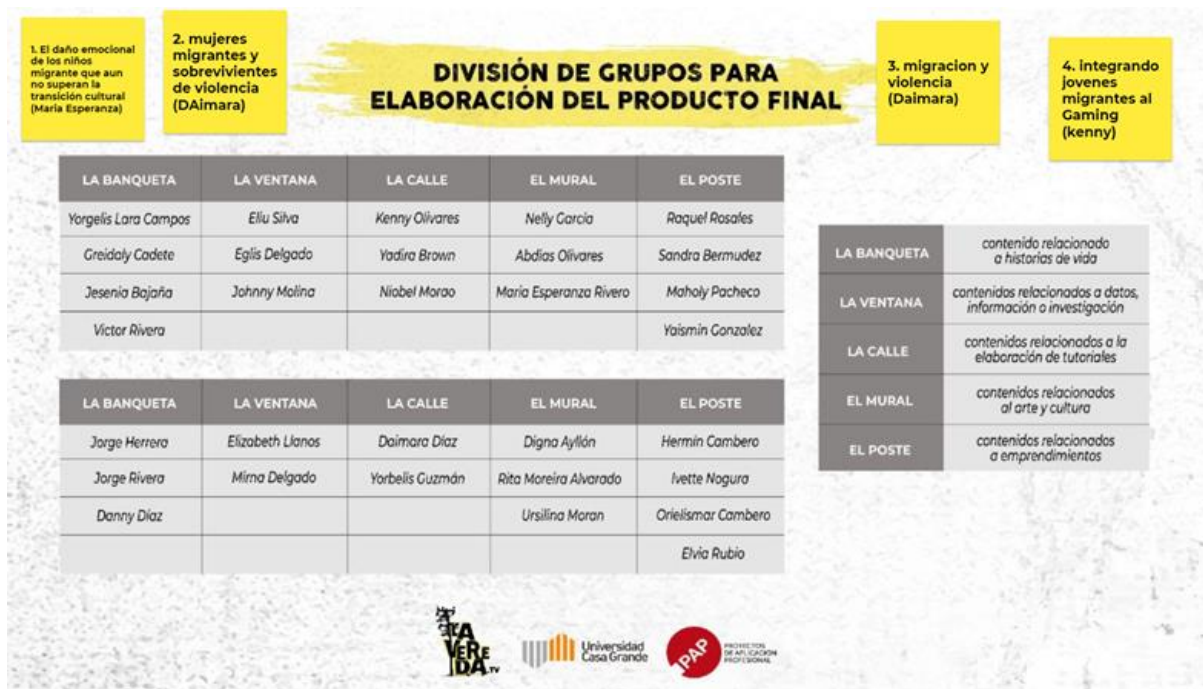 1. El daño emocional
de los niños
migrante que aun
no superan la
transición cultural
(Maria Esperanza)
2. mujeres
migrantes y
sobrevivientes
de violencia
(DAimara)
DIVISIÓN DE GRUPOS PARA
ELABORACIÓN DEL PRODUCTO FINAL
3. migracion y
violencia
(Daimara)
4. integrando
jovenes
migrantes al
Gaming
(kenny)
LA BANQUETA LA VENTANA LA CALLE EL MURAL EL POSTE
Yorgelis Lara Campos Eliu Silva Kenny Olivares Nelly García Raquel Rosales
Greidaly Cadete Eglis Delgado Yadira Brown Abdias Olivares Sandra Bermudez
Jesenia Bajaña Johnny Molina Niobel Morao Maria Esperanza Rivero Maholy Pacheco
Victor Rivera Yaismin Gonzalez
LA BANQUETA LA VENTANA LA CALLE EL MURAL EL POSTE
Jorge Herrera Elizabeth Llanos Daimara Díaz Digna Ayllón Hermin Cambero
Jorge Rivera Mirna Delgado Yorbelis Guzmán Rita Moreira Alvarado Ivette Nogura
Danny Díaz Ursilina Moran Orielismar Cambero
Elvia Rubio
LA BANQUETA contenido relacionado
a historias de vida
LA VENTANA contenidos relacionados a datos,
información o investigación
LA CALLE contenidos relacionados a la
elaboración de tutoriales
EL MURAL contenidos relacionados
al arte y cultura
EL POSTE contenidos relacionados
a emprendimientos
LA
VEREDA.TV
Universidad
Casa Grande
PAP
PROYECTOS
DE APLICACIÓN
PROFESIONAL